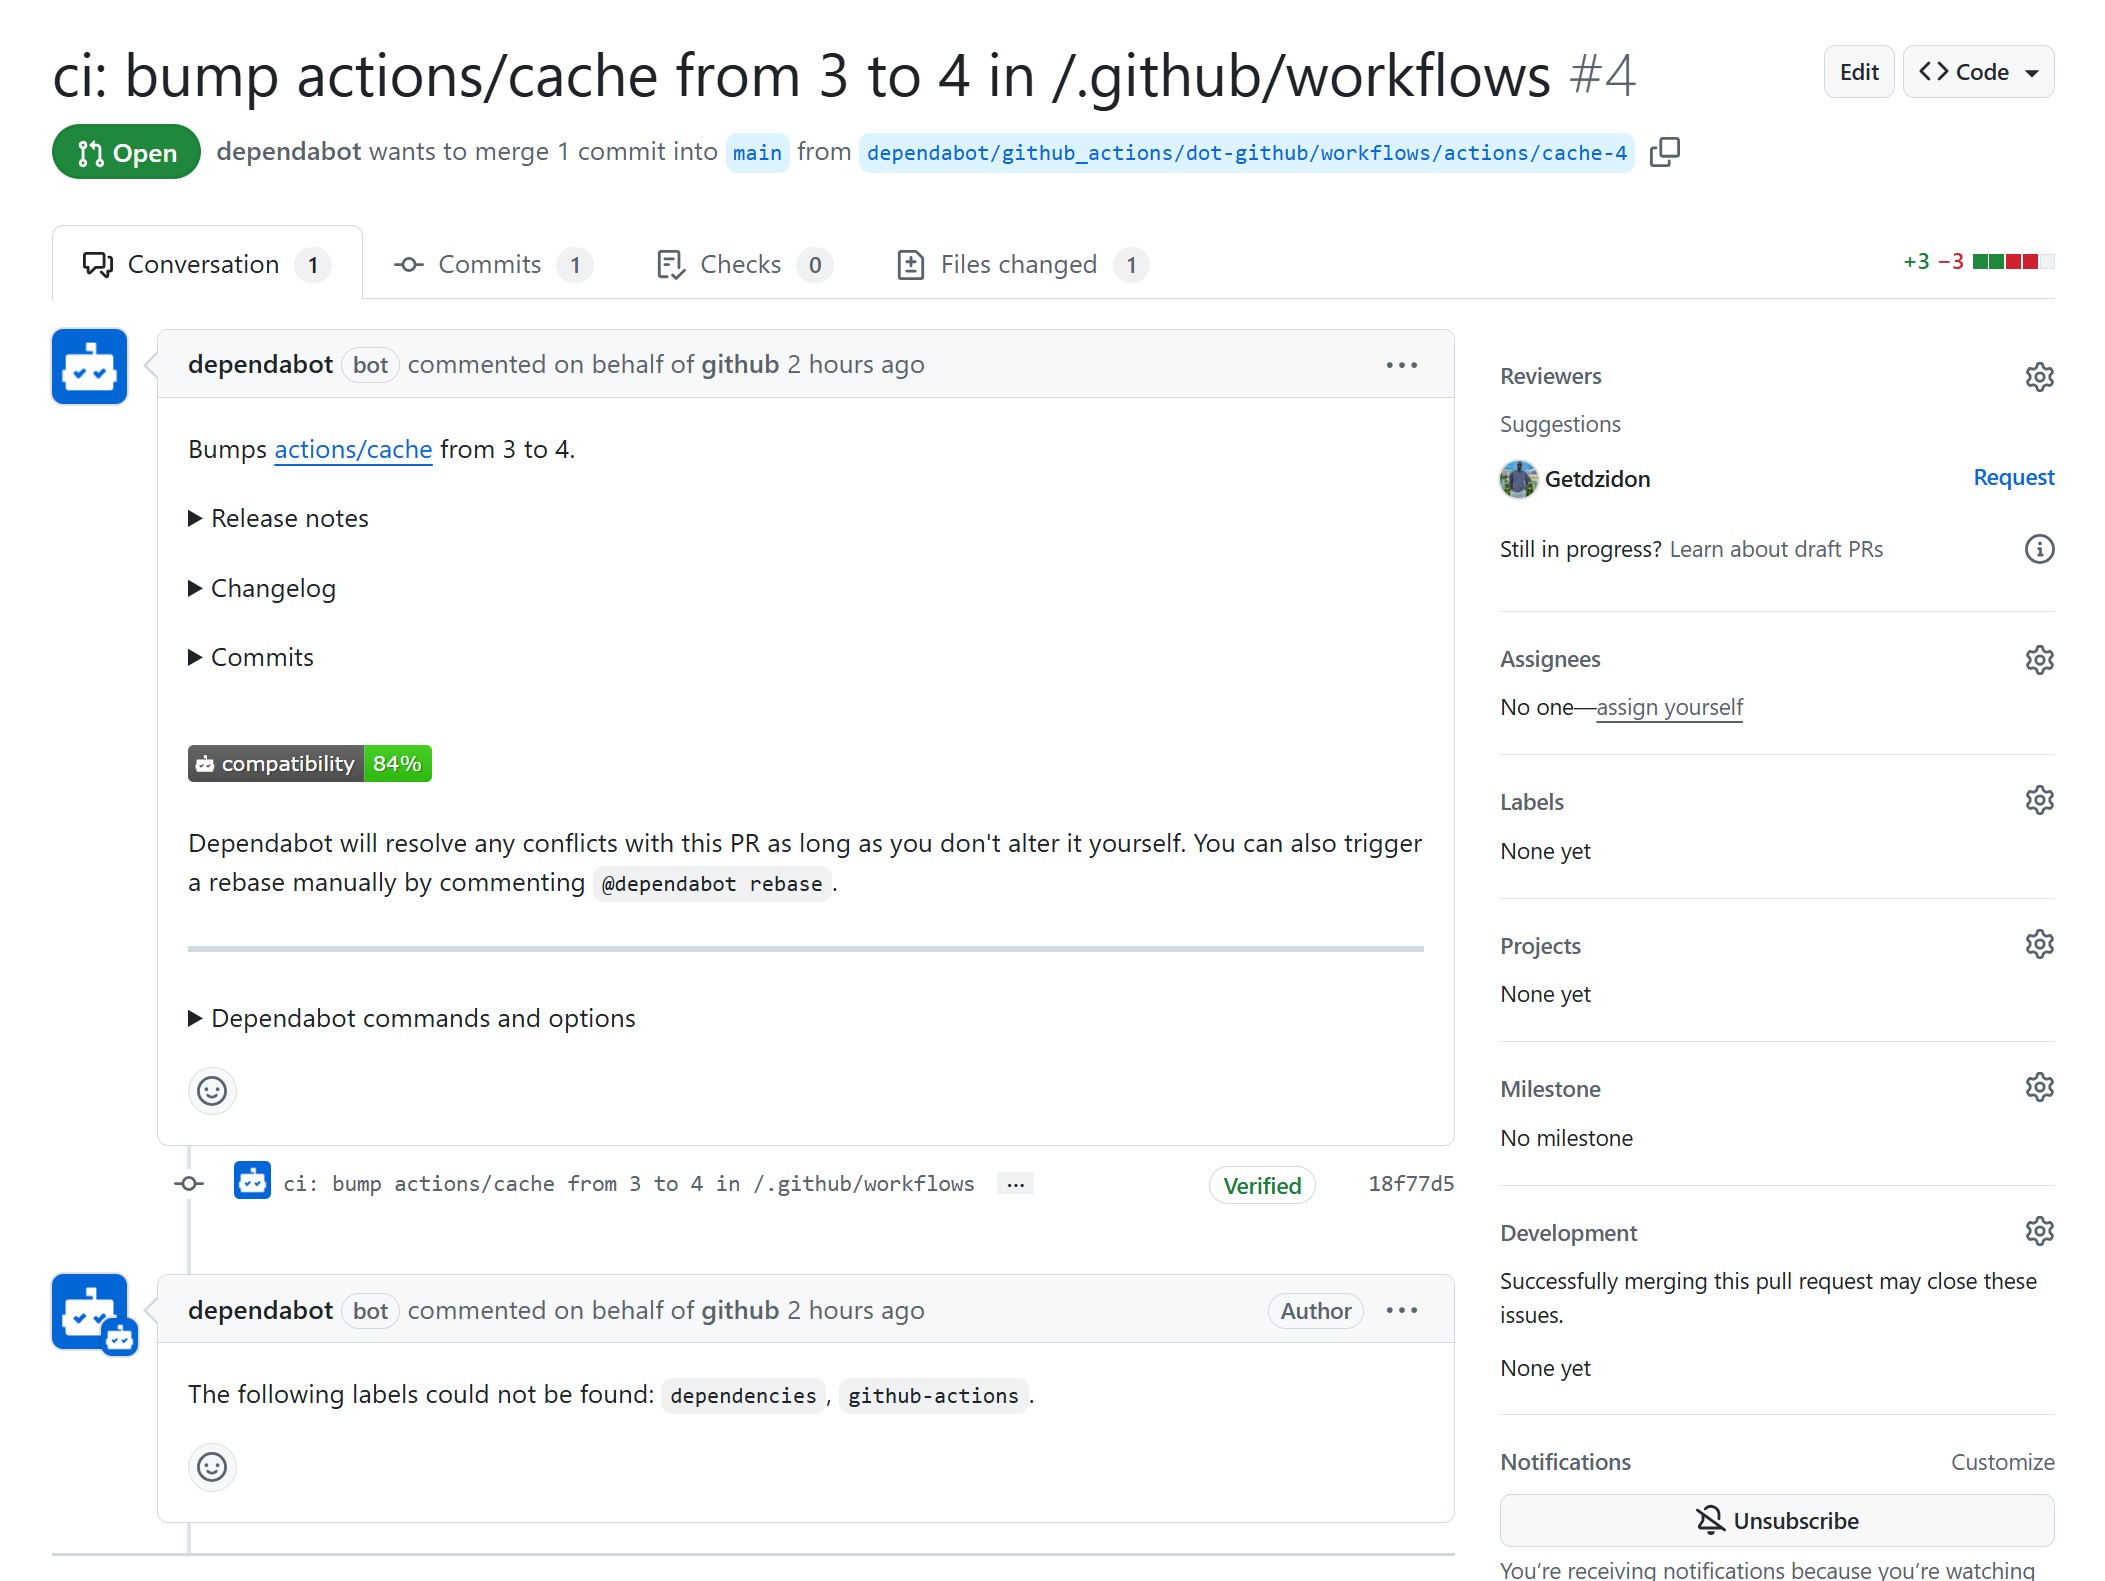 ci: bump actions/cache from 3 to 4 in /.github/workflows #4
Edit
Code
Open
dependabot wants to merge 1 commit into main from dependabot/github_actions/dot-github/workflows/actions/cache-4
Conversation 1
Commits 1
Checks 0
Files changed 1
+3 −3
dependabot bot commented on behalf of github 2 hours ago
Bumps actions/cache from 3 to 4.
Release notes
Changelog
Commits
compatibility 84%
Dependabot will resolve any conflicts with this PR as long as you don't alter it yourself. You can also trigger
a rebase manually by commenting @dependabot rebase.
Dependabot commands and options
ci: bump actions/cache from 3 to 4 in /.github/workflows ...
Verified
18f77d5
dependabot bot commented on behalf of github 2 hours ago
Author
The following labels could not be found: dependencies, github-actions.
Reviewers
Suggestions
Getdzidon
Request
Still in progress? Learn about draft PRs
Assignees
No one—assign yourself
Labels
None yet
Projects
None yet
Milestone
No milestone
Development
Successfully merging this pull request may close these
issues.
None yet
Notifications
Customize
Unsubscribe
You’re receiving notifications because you’re watching